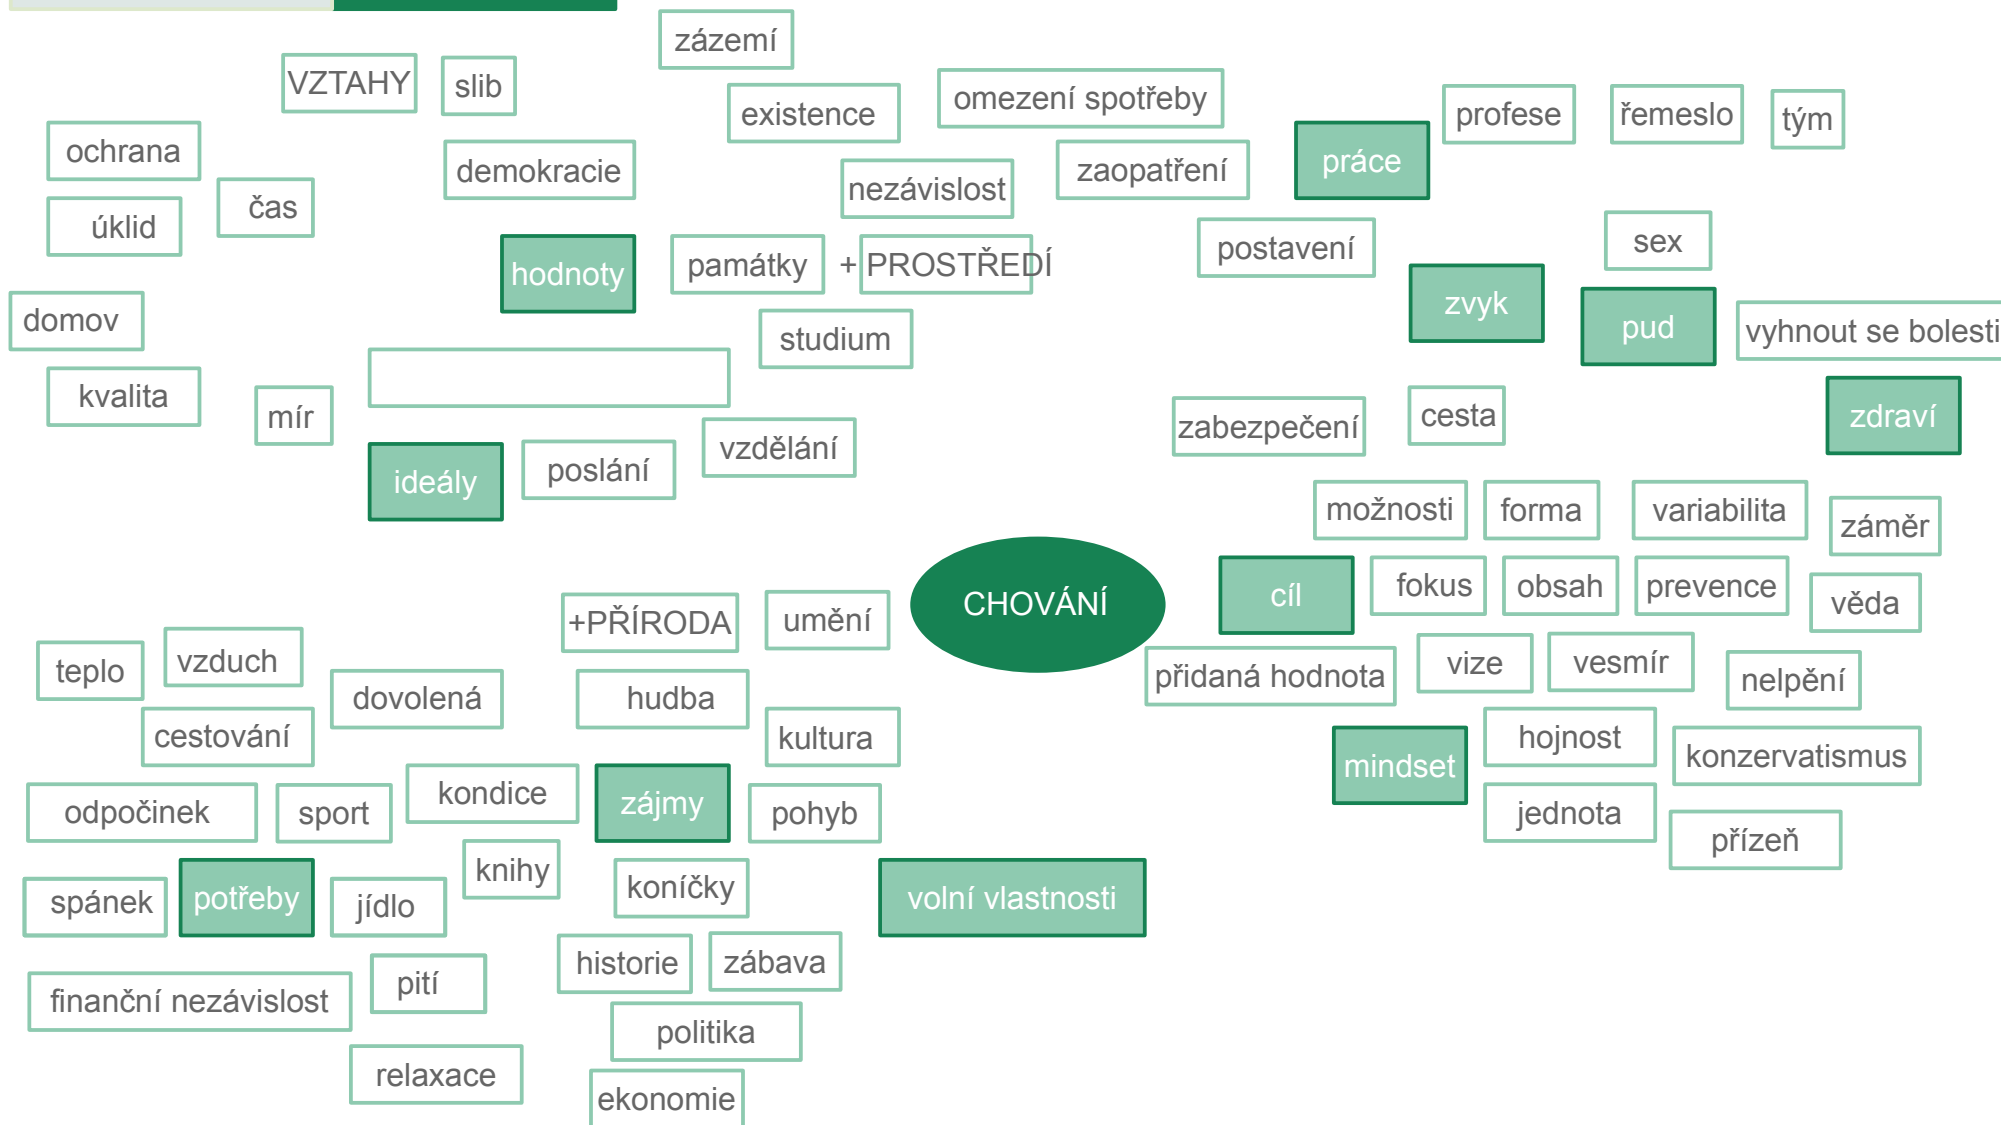 zázemí
VZTAHY
slib
existence
omezení spotřeby
profese
řemeslo
tým
ochrana
demokracie
nezávislost
zaopatření
práce
úklid
čas
hodnoty
památky
+ PROSTŘEDÍ
postavení
sex
domov
studium
zvyk
pud
vyhnout se bolesti
kvalita
mír
ideály
poslání
vzdělání
zabezpečení
cesta
zdraví
možnosti
forma
variabilita
záměr
CHOVÁNÍ
cíl
fokus
obsah
prevence
věda
+PŘÍRODA
umění
teplo
vzduch
dovolená
hudba
přidaná hodnota
vize
vesmír
nelpění
cestování
kultura
mindset
hojnost
konzervatismus
odpočinek
sport
kondice
zájmy
pohyb
jednota
přízeň
spánek
potřeby
jídlo
knihy
koníčky
volní vlastnosti
finanční nezávislost
pití
historie
zábava
politika
relaxace
ekonomie